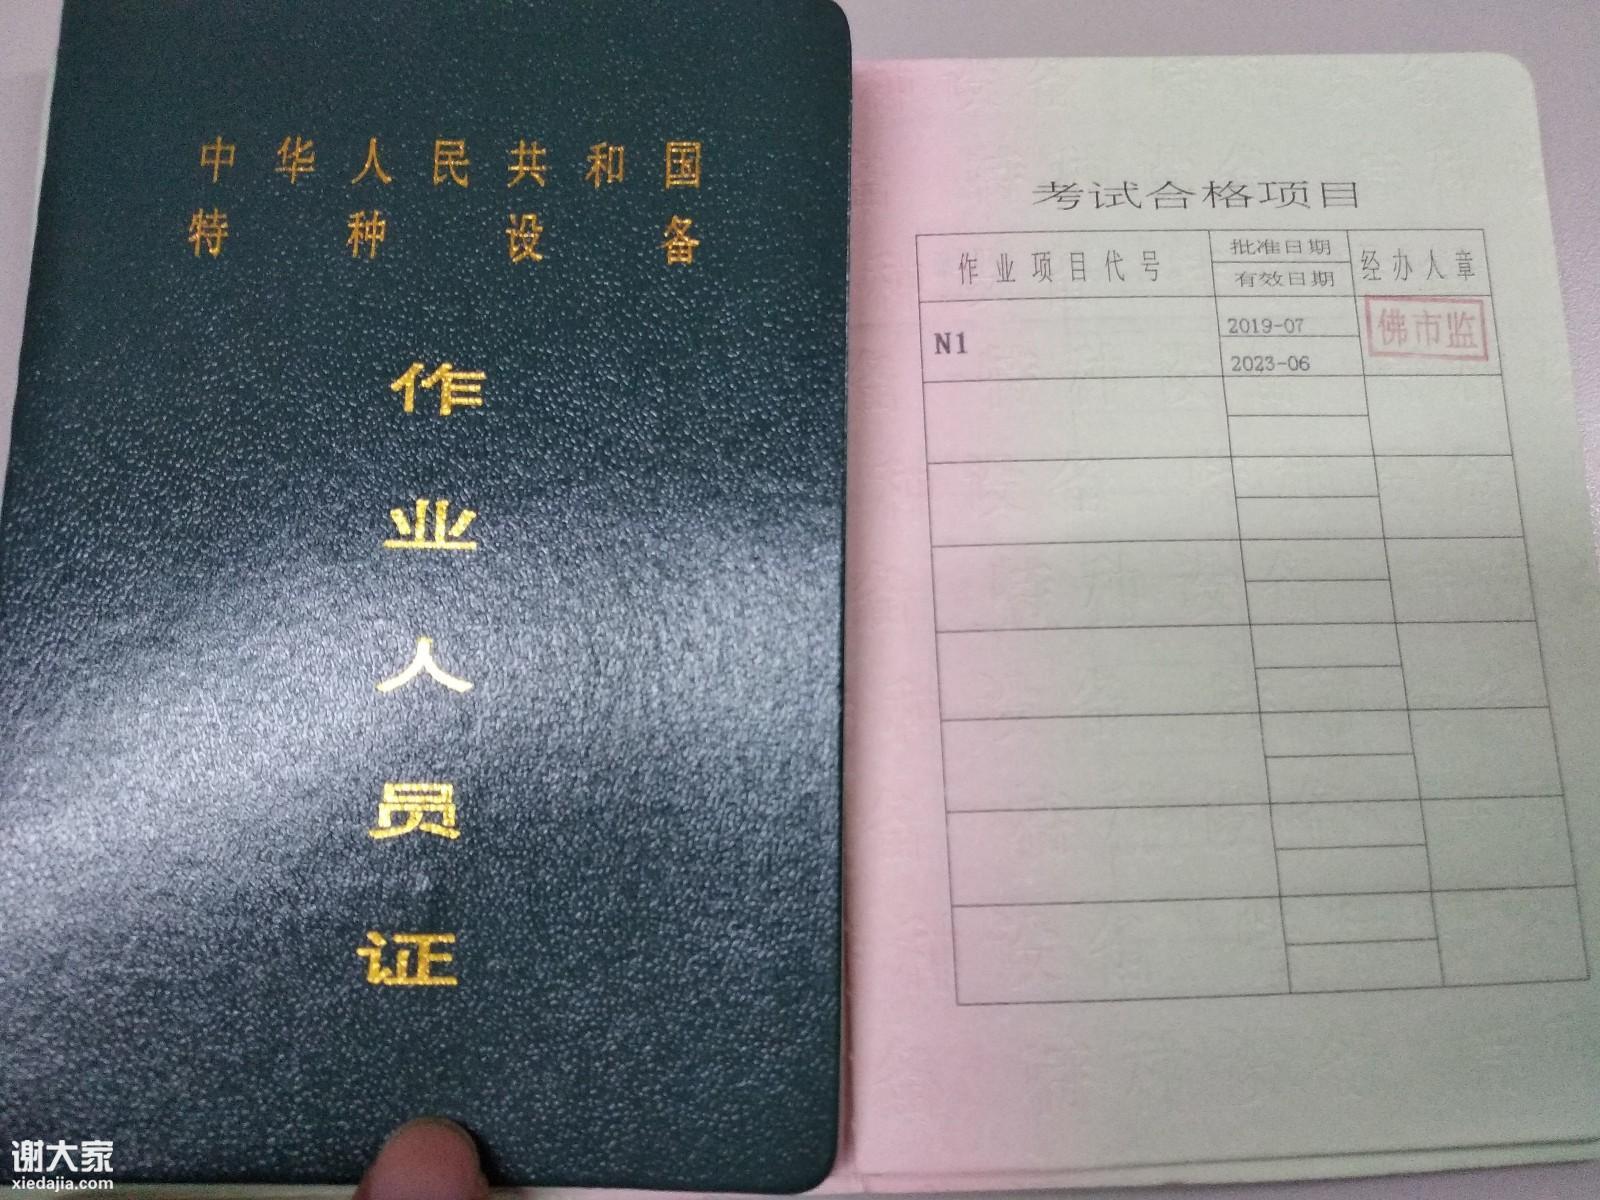 中华人民共和国
特种设备
作
业
人
员
证
考试合格项目
作业项目代号
批准日期
有效日期
经办人章
N1
2019-07
2023-06
佛市监
谢大家
xiedajia.com